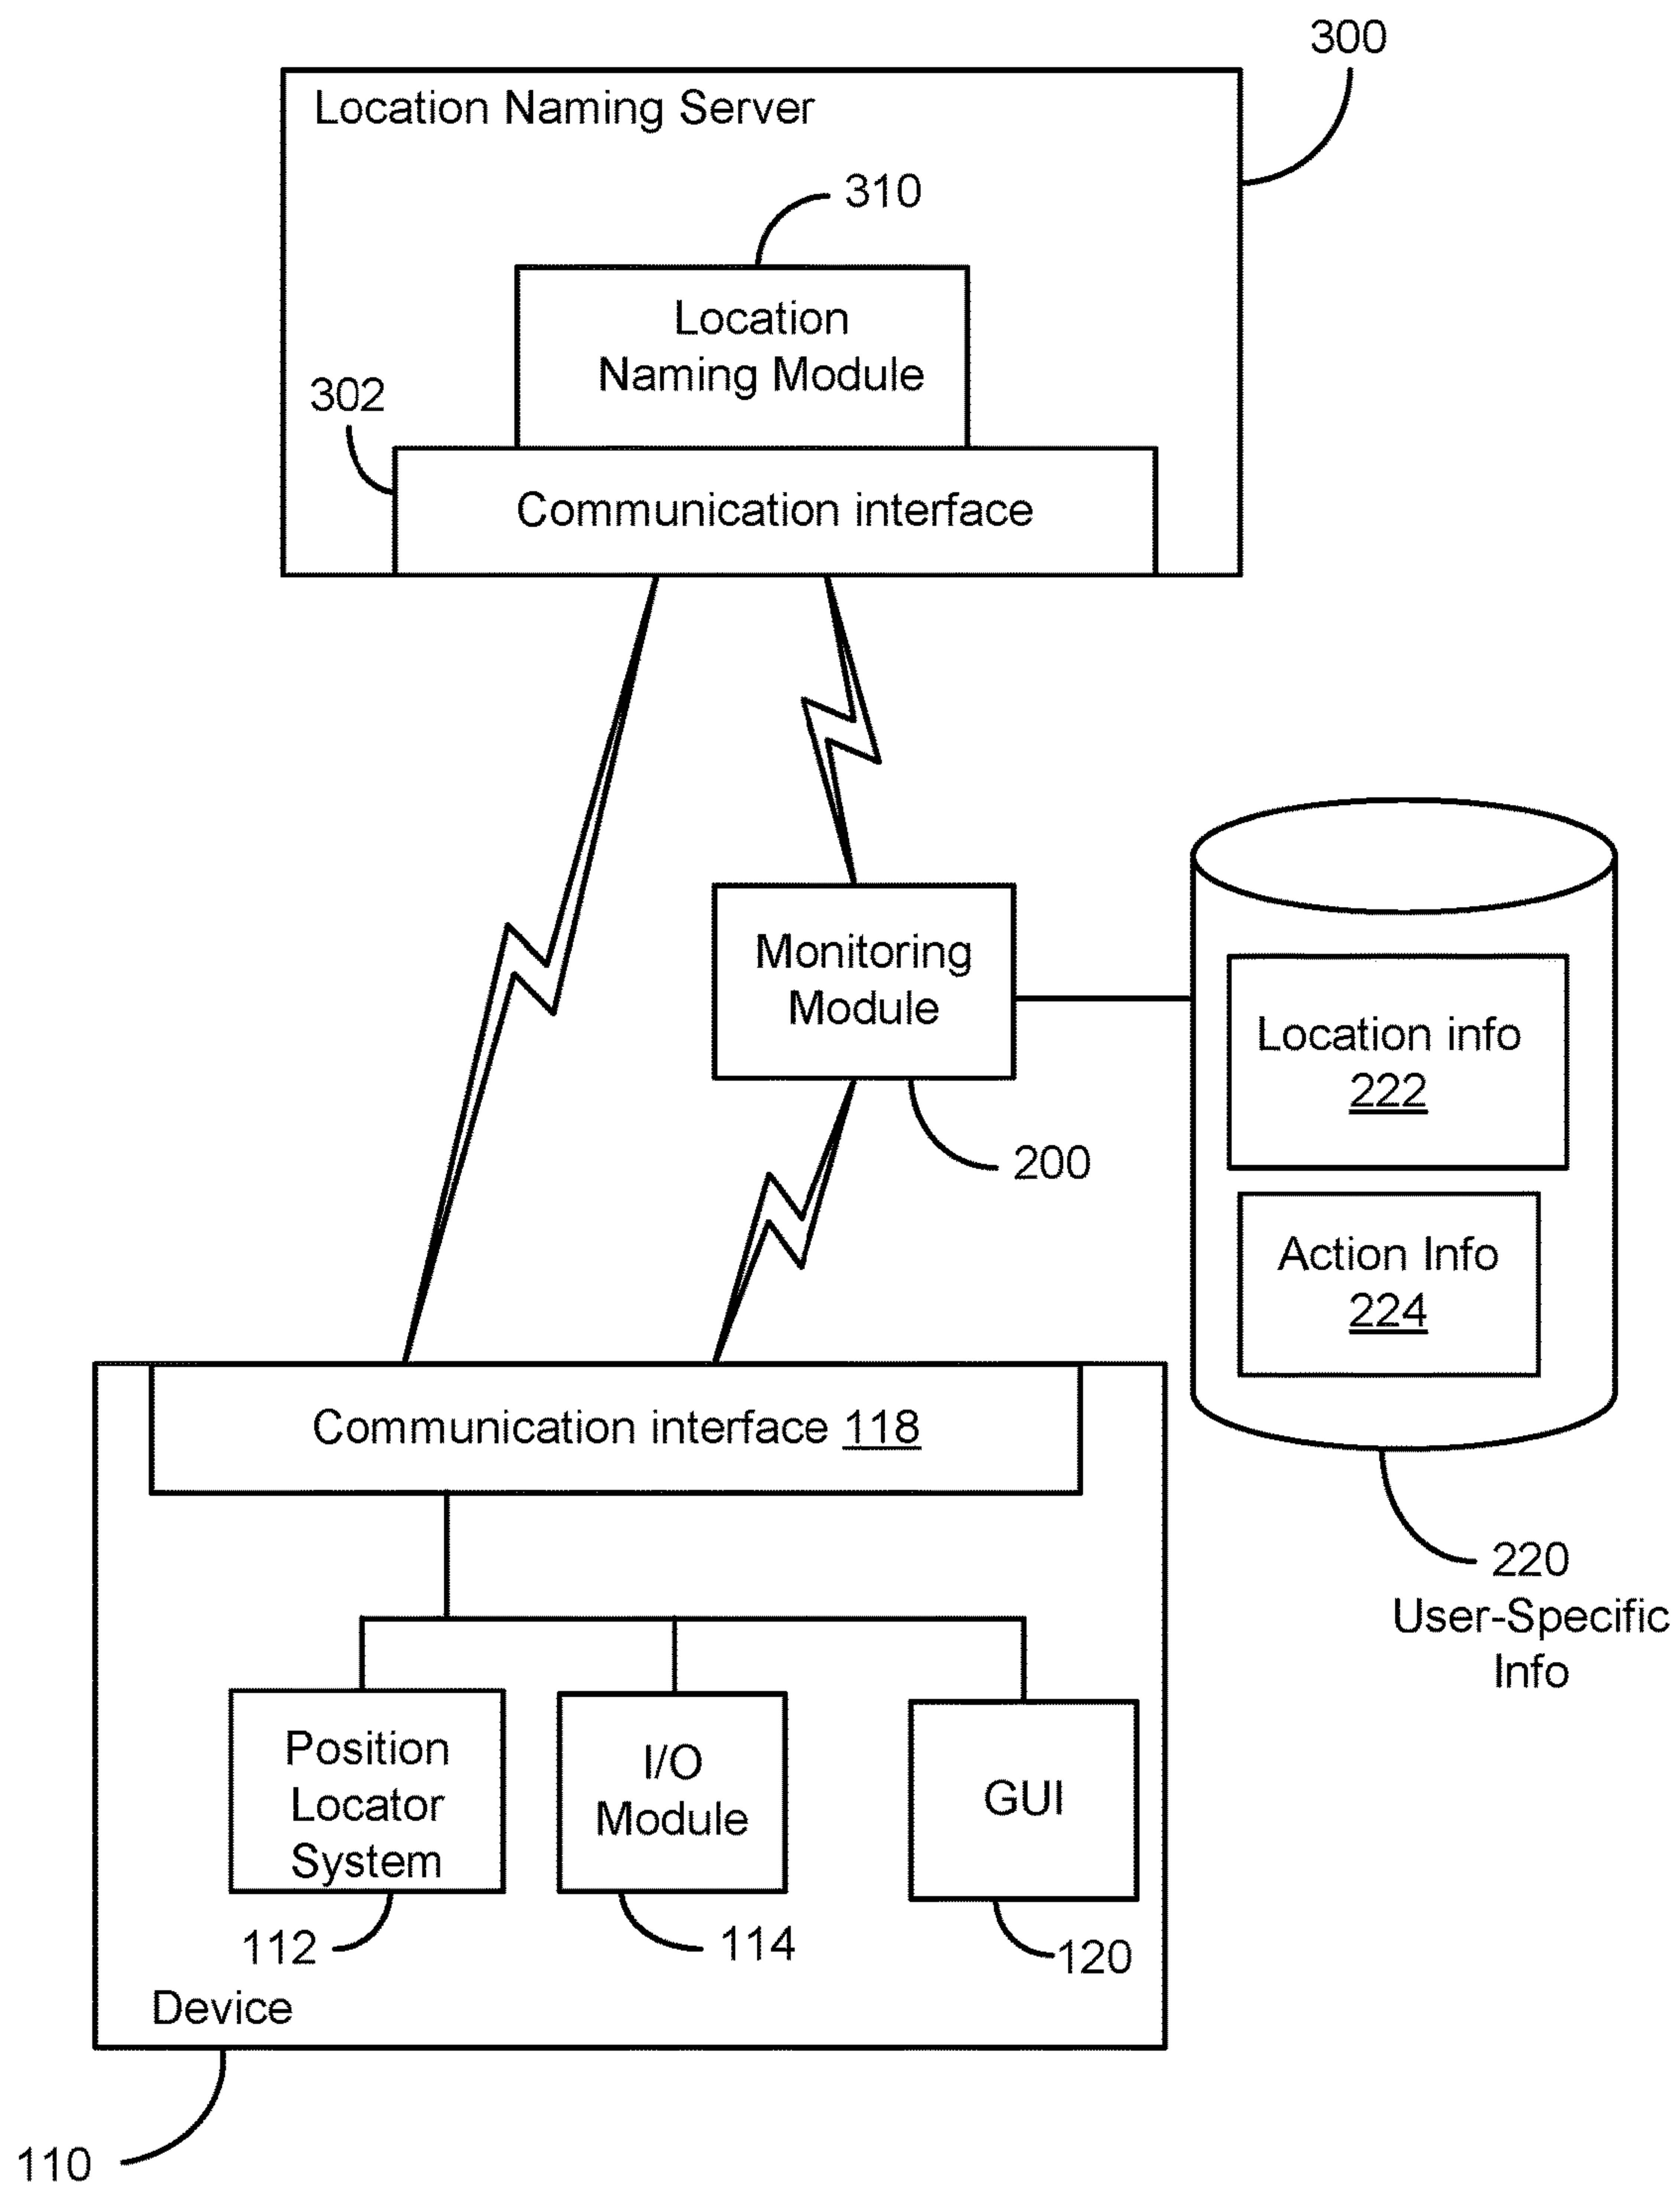 300
Location Naming Server
310
Location
Naming Module
302
Communication interface
Monitoring
Module
Location info
222
200
Action Info
224
Communication interface 118
220
User-Specific
Info
Position
Locator
System
I/O
Module
GUI
112
114
120
Device
110